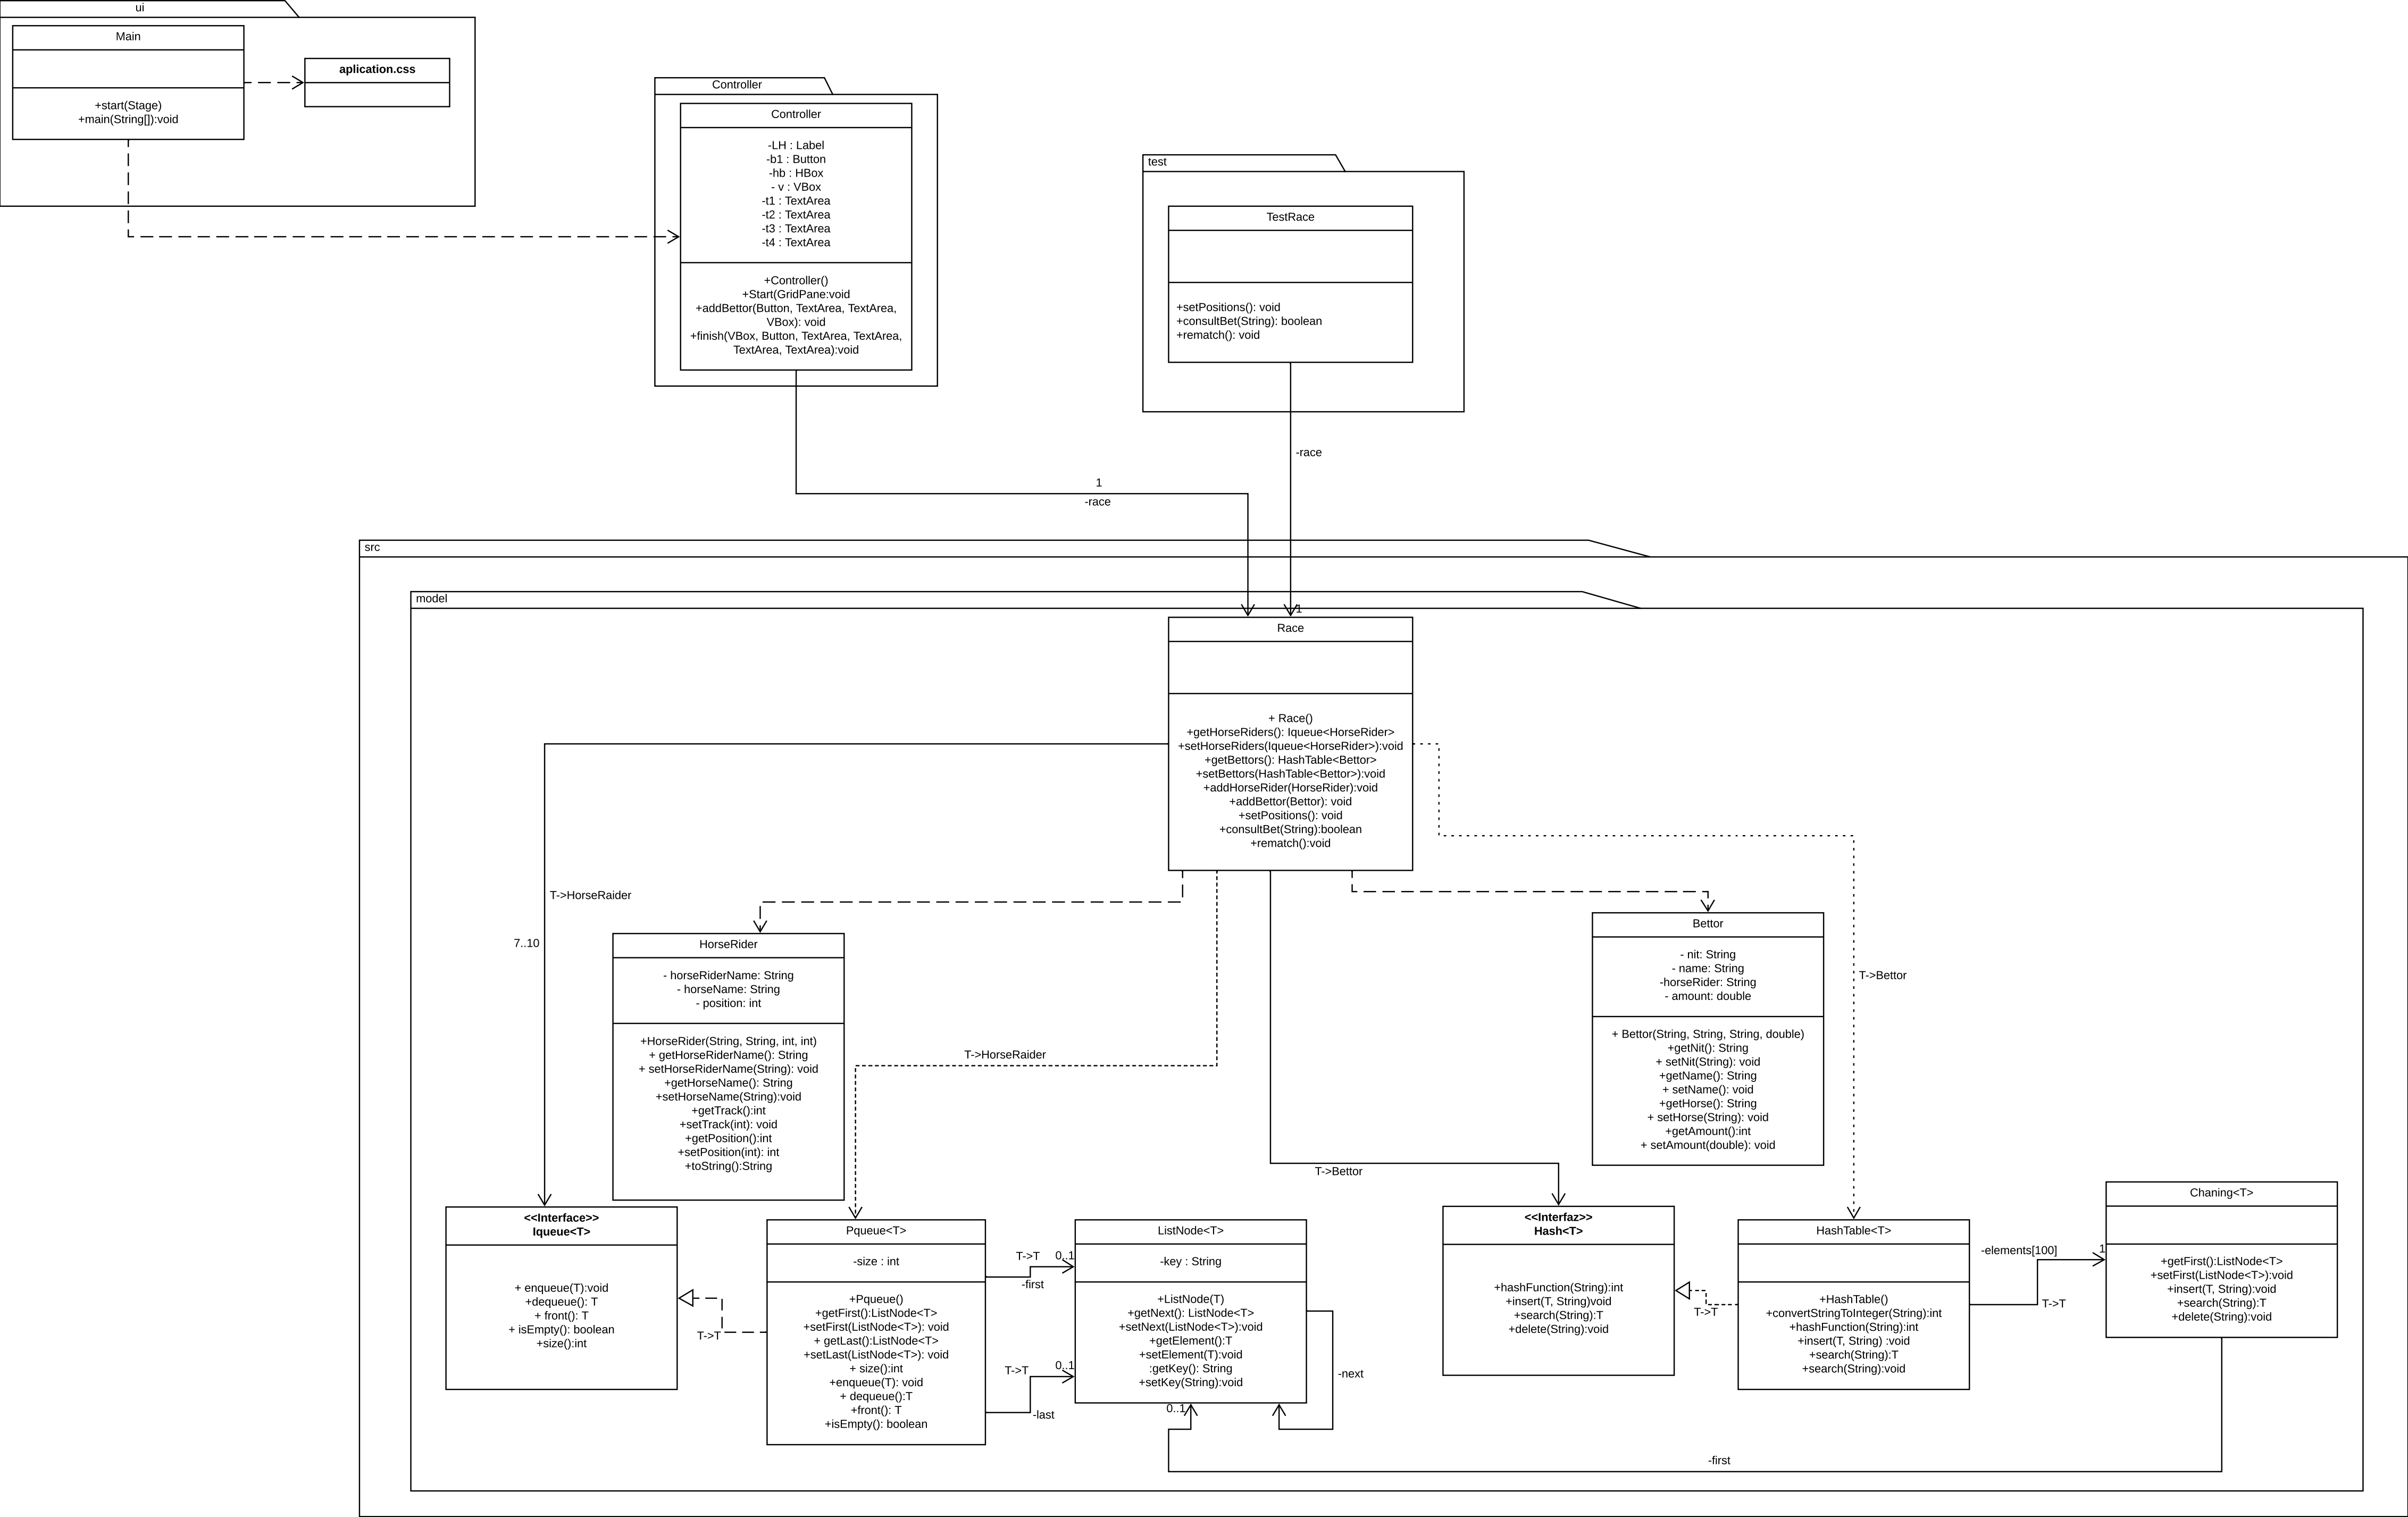 ui
Main
+start(Stage)
+main(String[]):void
aplication.css
Controller
Controller
-LH : Label
-b1 : Button
-hb : HBox
- v : VBox
-t1 : TextArea
-t2 : TextArea
-t3 : TextArea
-t4 : TextArea
+Controller()
+Start(GridPane:void
+addBettor(Button, TextArea, TextArea,
VBox): void
+finish(VBox, Button, TextArea, TextArea,
TextArea, TextArea):void
test
TestRace
+setPositions(): void
+consultBet(String): boolean
+rematch(): void
-race
1
-race
src
model
1
Race
+ Race()
+getHorseRiders(): Iqueue<HorseRider>
+setHorseRiders(Iqueue<HorseRider>):void
+getBettors(): HashTable<Bettor>
+setBettors(HashTable<Bettor>):void
+addHorseRider(HorseRider):void
+addBettor(Bettor): void
+setPositions(): void
+consultBet(String):boolean
+rematch():void
T->HorseRaider
7..10
HorseRider
- horseRiderName: String
- horseName: String
- position: int
+HorseRider(String, String, int, int)
+ getHorseRiderName(): String
+ setHorseRiderName(String): void
+getHorseName(): String
+setHorseName(String):void
+getTrack():int
+setTrack(int): void
+getPosition():int
+setPosition(int): int
+toString():String
T->HorseRaider
Bettor
- nit: String
- name: String
-horseRider: String
- amount: double
+ Bettor(String, String, String, double)
+getNit(): String
+ setNit(String): void
+getName(): String
+ setName(): void
+getHorse(): String
+ setHorse(String): void
+getAmount():int
+ setAmount(double): void
T->Bettor
T->Bettor
<<Interface>>
Iqueue<T>
+ enqueue(T):void
+dequeue(): T
+ front(): T
+ isEmpty(): boolean
+size():int
T->T
Pqueue<T>
-size : int
+Pqueue()
+getFirst():ListNode<T>
+setFirst(ListNode<T>): void
+ getLast():ListNode<T>
+setLast(ListNode<T>): void
+ size():int
+enqueue(T): void
+ dequeue():T
+front(): T
+isEmpty(): boolean
T->T
0..1
-first
T->T
0..1
-last
ListNode<T>
-key : String
+ListNode(T)
+getNext(): ListNode<T>
+setNext(ListNode<T>):void
+getElement():T
+setElement(T):void
:getKey(): String
+setKey(String):void
-next
0..1
<<Interfaz>>
Hash<T>
+hashFunction(String):int
+insert(T, String)void
+search(String):T
+delete(String):void
T->T
HashTable<T>
+HashTable()
+convertStringToInteger(String):int
+hashFunction(String):int
+insert(T, String) :void
+search(String):T
+search(String):void
-elements[100]
1
T->T
Chaning<T>
+getFirst():ListNode<T>
+setFirst(ListNode<T>):void
+insert(T, String):void
+search(String):T
+delete(String):void
-first